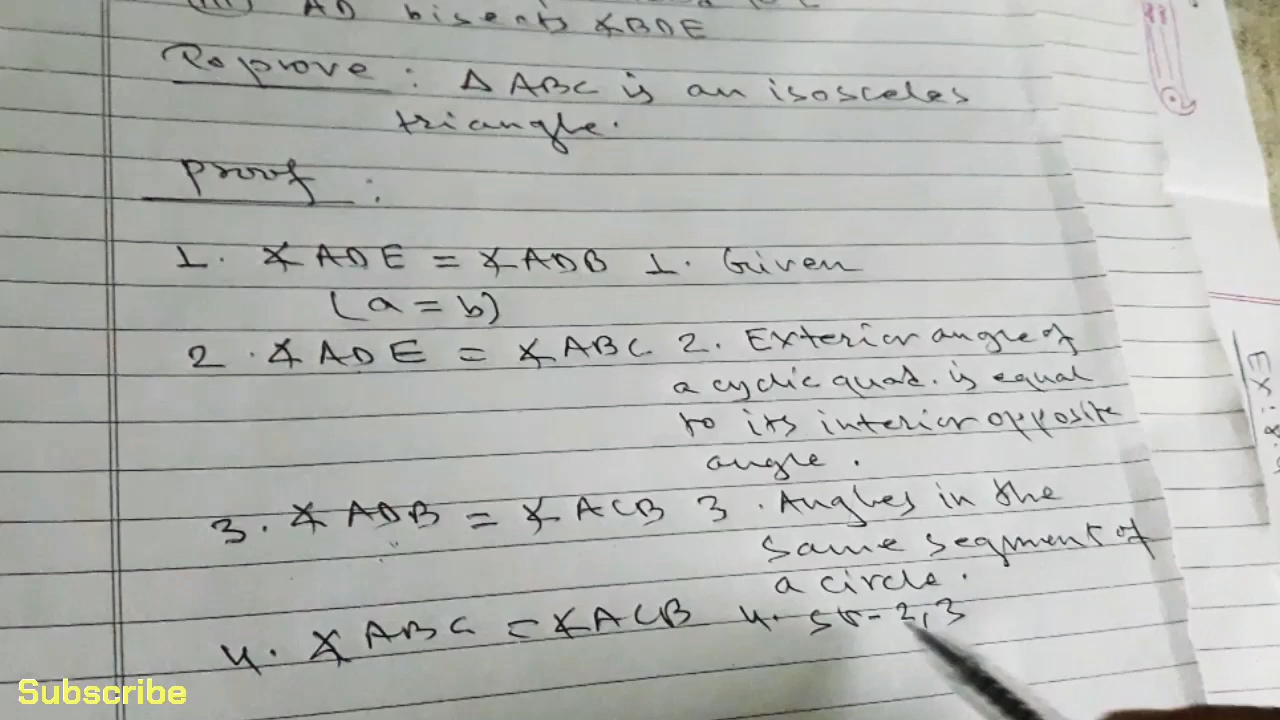 AD bisects ∡BDE
To prove : Δ ABC is an isosceles
triangle.
Proof :
1. ∡ ADE = ∡ ADB 1. Given
(a = b)
2. ∡ ADE = ∡ ABC 2. Exterior angle of
a cyclic quad. is equal
to its interior opposite
angle.
3. ∡ ADB = ∡ ACB 3. Angles in the
same segment of
a circle.
4. ∡ ABC = ∡ ACB 4. st- 2,3
Subscribe